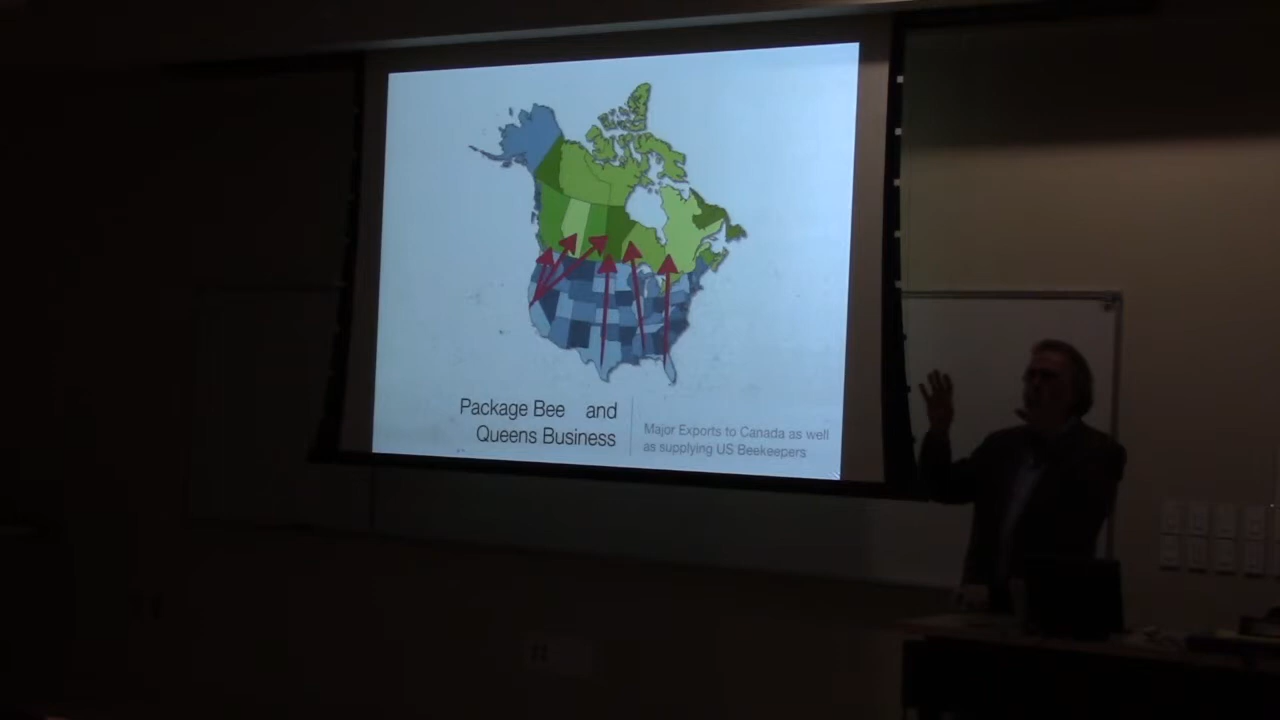 Package Bee and
Queens Business
Major Exports to Canada as well
as supplying US Beekeepers